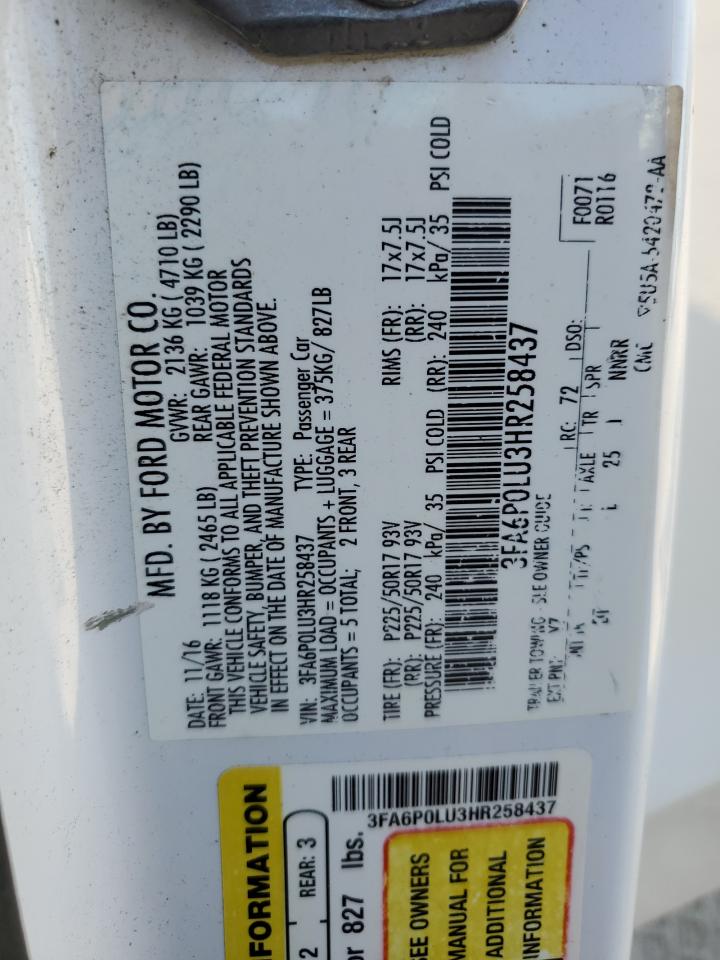 MFD. BY FORD MOTOR CO.
DATE: 11/16 GVWR: 2136 KG ( 4710 LB)
FRONT GAWR: 1118 KG ( 2465 LB) REAR GAWR: 1039 KG ( 2290 LB)
THIS VEHICLE CONFORMS TO ALL APPLICABLE FEDERAL MOTOR
VEHICLE SAFETY, BUMPER, AND THEFT PREVENTION STANDARDS
IN EFFECT ON THE DATE OF MANUFACTURE SHOWN ABOVE.
VIN: 3FA6P0LU3HR258437 TYPE: Passenger Car
MAXIMUM LOAD = OCCUPANTS + LUGGAGE = 375KG/ 827LB
OCCUPANTS = 5 TOTAL; 2 FRONT, 3 REAR
TIRE (FR): P225/50R17 93V RIMS (FR): 17x7.5J
(RR): P225/50R17 93V (RR): 17x7.5J
PRESSURE (FR): 240 kPa/ 35 PSI COLD (RR): 240 kPa/ 35 PSI COLD
3FA6P0LU3HR258437
TRAILER TOWING - SEE OWNER GUIDE
EXT PNT: RC: 72 DSO: F0071
R0116
AXLE TR SPR
25 J NNRR
3FA6P0LU3HR258437
FORMATION
2 REAR: 3
or 827 lbs.
SEE OWNERS
MANUAL FOR
ADDITIONAL
INFORMATION